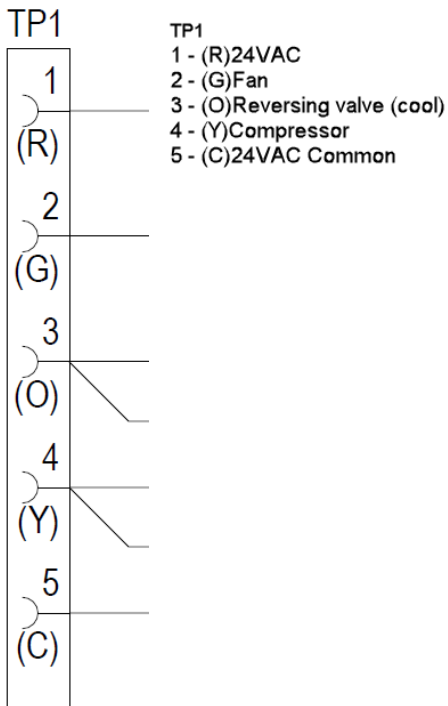 TP1
1
(R)
2
(G)
3
(O)
4
(Y)
5
(C)
TP1
1 - (R)24VAC
2 - (G)Fan
3 - (O)Reversing valve (cool)
4 - (Y)Compressor
5 - (C)24VAC Common